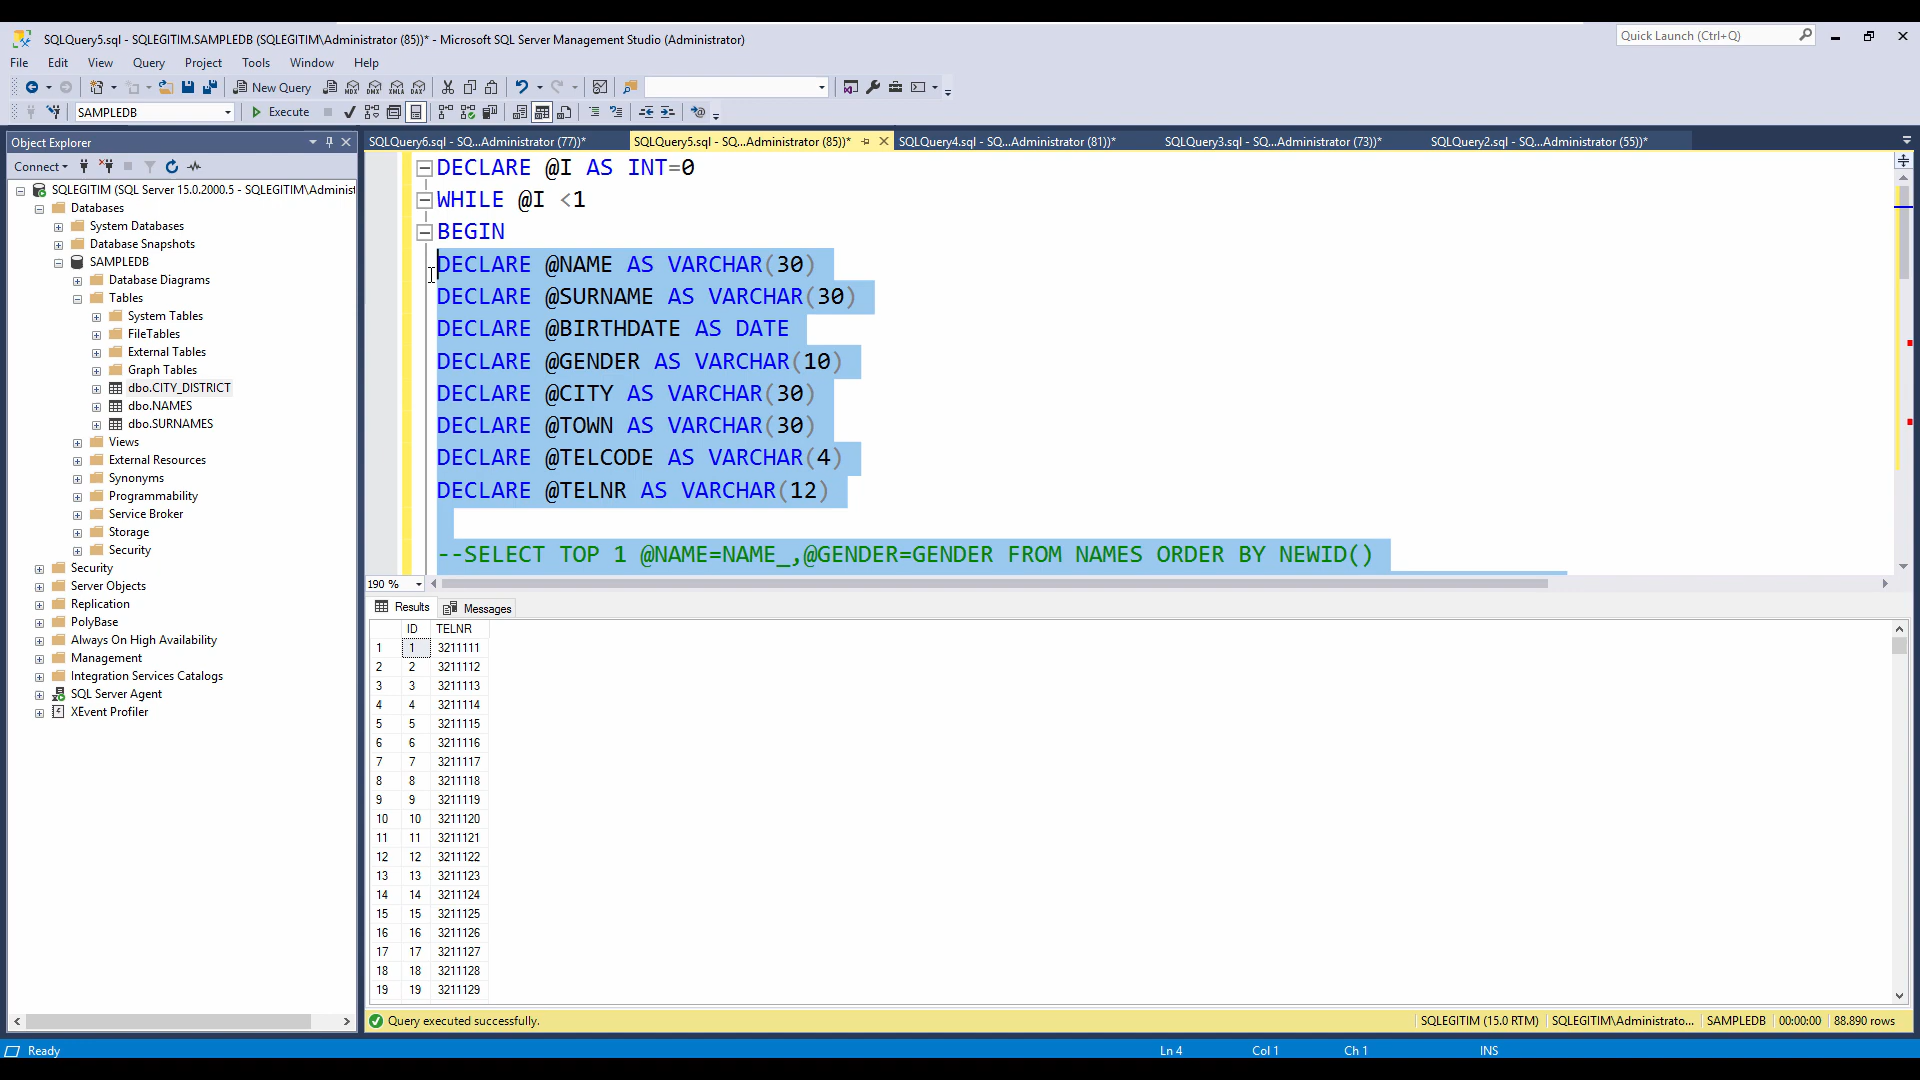 SQLQuery5.sql - SQLEGITIM.SAMPLEDB (SQLEGITIM\Administrator (85))* - Microsoft SQL Server Management Studio (Administrator)
Quick Launch (Ctrl+Q)
File Edit View Query Project Tools Window Help
New Query
SAMPLEDB Execute
Object Explorer
SQLQuery6.sql - SQ...Administrator (77))*
SQLQuery5.sql - SQ...Administrator (85))*
SQLQuery4.sql - SQ...Administrator (81))*
SQLQuery3.sql - SQ...Administrator (73))*
SQLQuery2.sql - SQ...Administrator (55))*
Connect
SQLEGITIM (SQL Server 15.0.2000.5 - SQLEGITIM\Administ
Databases
System Databases
Database Snapshots
SAMPLEDB
Database Diagrams
Tables
System Tables
FileTables
External Tables
Graph Tables
dbo.CITY_DISTRICT
dbo.NAMES
dbo.SURNAMES
Views
External Resources
Synonyms
Programmability
Service Broker
Storage
Security
Security
Server Objects
Replication
PolyBase
Always On High Availability
Management
Integration Services Catalogs
SQL Server Agent
XEvent Profiler
DECLARE @I AS INT=0
WHILE @I <1
BEGIN
DECLARE @NAME AS VARCHAR(30)
DECLARE @SURNAME AS VARCHAR(30)
DECLARE @BIRTHDATE AS DATE
DECLARE @GENDER AS VARCHAR(10)
DECLARE @CITY AS VARCHAR(30)
DECLARE @TOWN AS VARCHAR(30)
DECLARE @TELCODE AS VARCHAR(4)
DECLARE @TELNR AS VARCHAR(12)
--SELECT TOP 1 @NAME=NAME_,@GENDER=GENDER FROM NAMES ORDER BY NEWID()
190 %
Results Messages
ID TELNR
1 1 3211111
2 2 3211112
3 3 3211113
4 4 3211114
5 5 3211115
6 6 3211116
7 7 3211117
8 8 3211118
9 9 3211119
10 10 3211120
11 11 3211121
12 12 3211122
13 13 3211123
14 14 3211124
15 15 3211125
16 16 3211126
17 17 3211127
18 18 3211128
19 19 3211129
Query executed successfully.
SQLEGITIM (15.0 RTM) SQLEGITIM\Administrato... SAMPLEDB 00:00:00 88.890 rows
Ready Ln 4 Col 1 Ch 1 INS